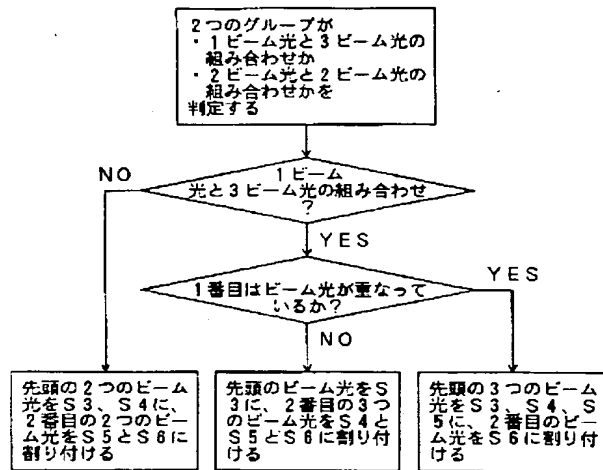 2つのグループが
・1ビーム光と3ビーム光の
組み合わせか
・2ビーム光と2ビーム光の
組み合わせかを
判定する
NO
1ビーム
光と3ビーム光の組み合わせ
?
YES
1番目はビーム光が重なって
いるか?
YES
NO
先頭の2つのビーム
光をS3、S4に、
2番目の2つのビー
ム光をS5とS6に
割り付ける
先頭のビーム光をS
3に、2番目の3つ
のビーム光をS4と
S5とS6に割り付
ける
先頭の3つのビーム
光をS3、S4、S
5に、2番目のビー
ム光をS6に割り付
ける